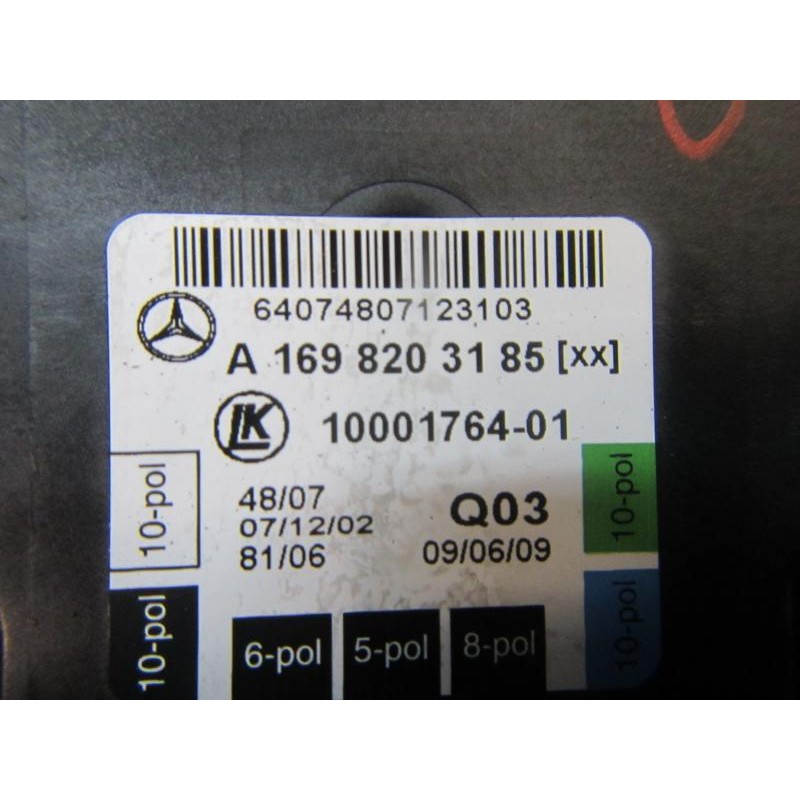 64074807123103
A 169 820 31 85 [xx]
LK 10001764-01
48/07
07/12/02 Q03
81/06 09/06/09
10-pol
10-pol
10-pol
10-pol
6-pol 5-pol 8-pol